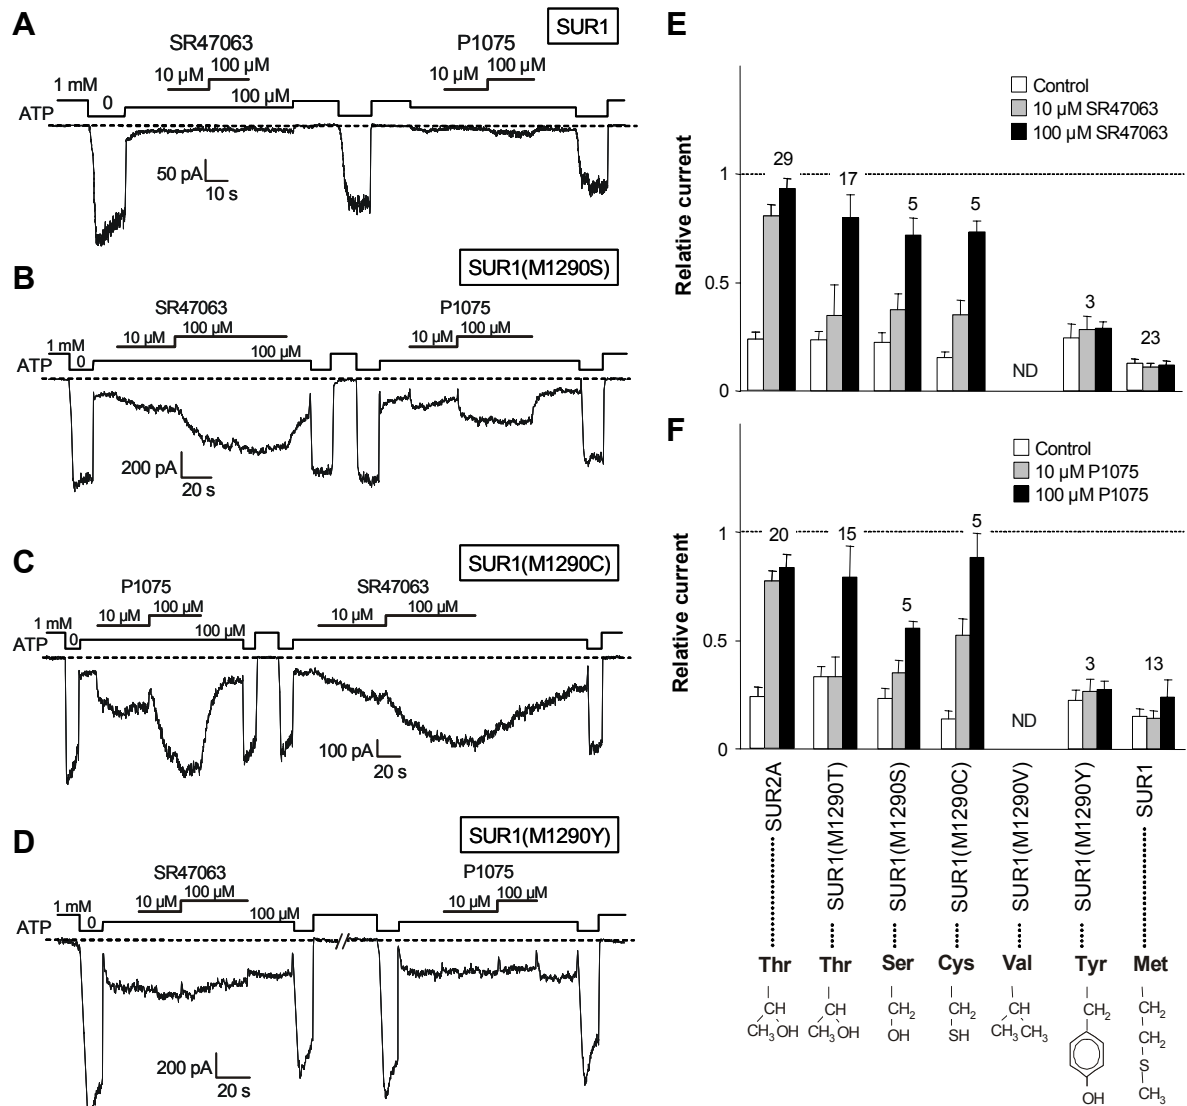 A
SUR1
SR47063
P1075
10 µM
100 µM
10 µM
100 µM
1 mM
0
100 µM
ATP
50 pA
10 s
B
SUR1(M1290S)
SR47063
P1075
10 µM
100 µM
10 µM
100 µM
1 mM
0
100 µM
ATP
200 pA
20 s
C
SUR1(M1290C)
P1075
SR47063
10 µM
100 µM
10 µM
100 µM
1 mM
0
100 µM
ATP
100 pA
20 s
D
SUR1(M1290Y)
SR47063
P1075
10 µM
100 µM
10 µM
100 µM
1 mM
0
100 µM
ATP
200 pA
20 s
E
Control
10 µM SR47063
100 µM SR47063
Relative current
1
0.5
0
29
17
5
5
ND
3
23
F
Control
10 µM P1075
100 µM P1075
Relative current
1
0.5
0
20
15
5
5
ND
3
13
SUR2A
SUR1(M1290T)
SUR1(M1290S)
SUR1(M1290C)
SUR1(M1290V)
SUR1(M1290Y)
SUR1
Thr Thr Ser Cys Val Tyr Met
CH
CH3 OH
CH
CH3 OH
CH2
OH
CH2
SH
CH
CH3 CH3
CH2
OH
CH2
CH2
S
CH3